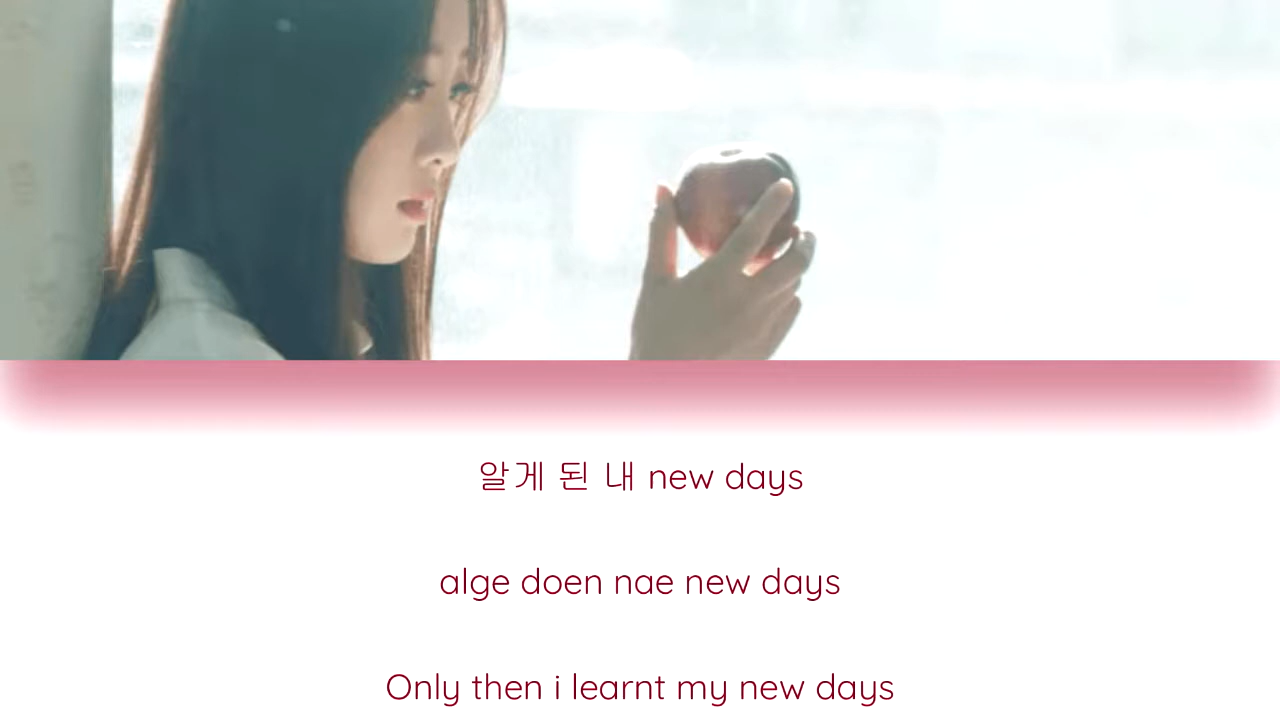 알게 된 내 new days
alge doen nae new days
Only then i learnt my new days